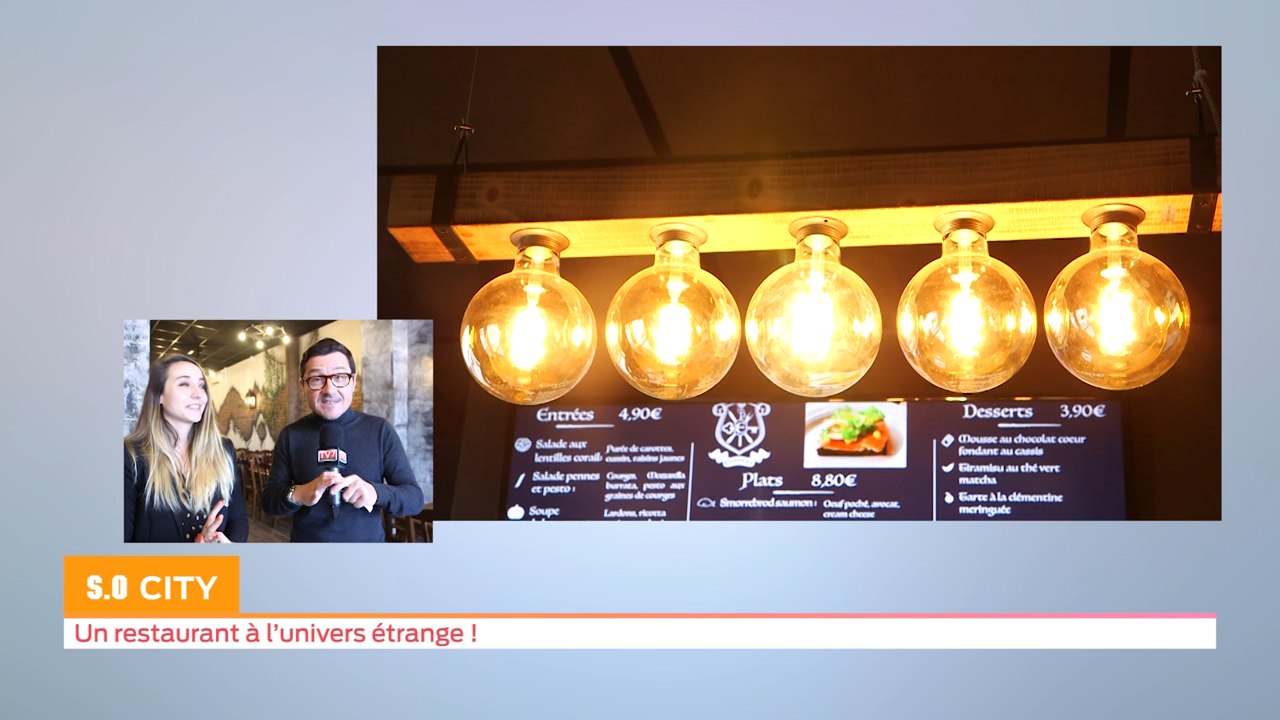 Entrées 4,90€
Salade aux
lentilles corail:
Purée de carottes,
cumin, raisins jaunes
Salade pennes
et pesto :
Courges, Mozzarella
burrata, pesto aux
graines de courges
Soupe
Lardons, ricotta
Plats 8,80€
Smorrebrod saumon :
Oeuf poché, avocat,
cream cheese
Desserts 3,90€
Mousse au chocolat coeur
fondant au cassis
Tiramisu au thé vert
matcha
Tarte à la clémentine
meringuée
S.O CITY
Un restaurant à l'univers étrange !